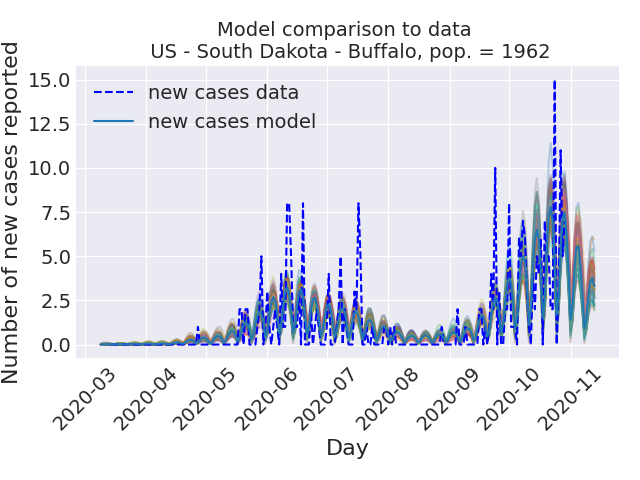 Model comparison to data
US - South Dakota - Buffalo, pop. = 1962
Number of new cases reported
15.0
12.5
10.0
7.5
5.0
2.5
0.0
new cases data
new cases model
2020-03
2020-04
2020-05
2020-06
2020-07
2020-08
2020-09
2020-10
2020-11
Day